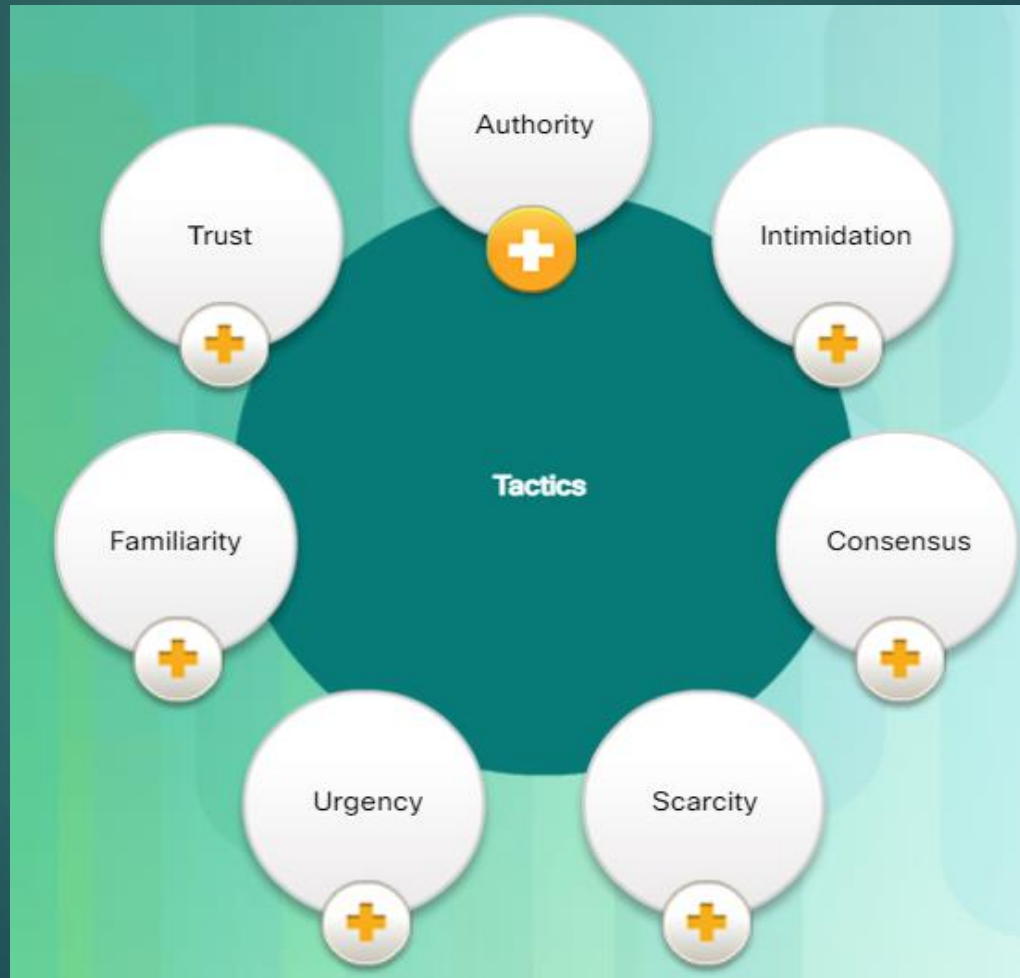 Authority
Trust
Intimidation
Tactics
Familiarity
Consensus
Urgency
Scarcity